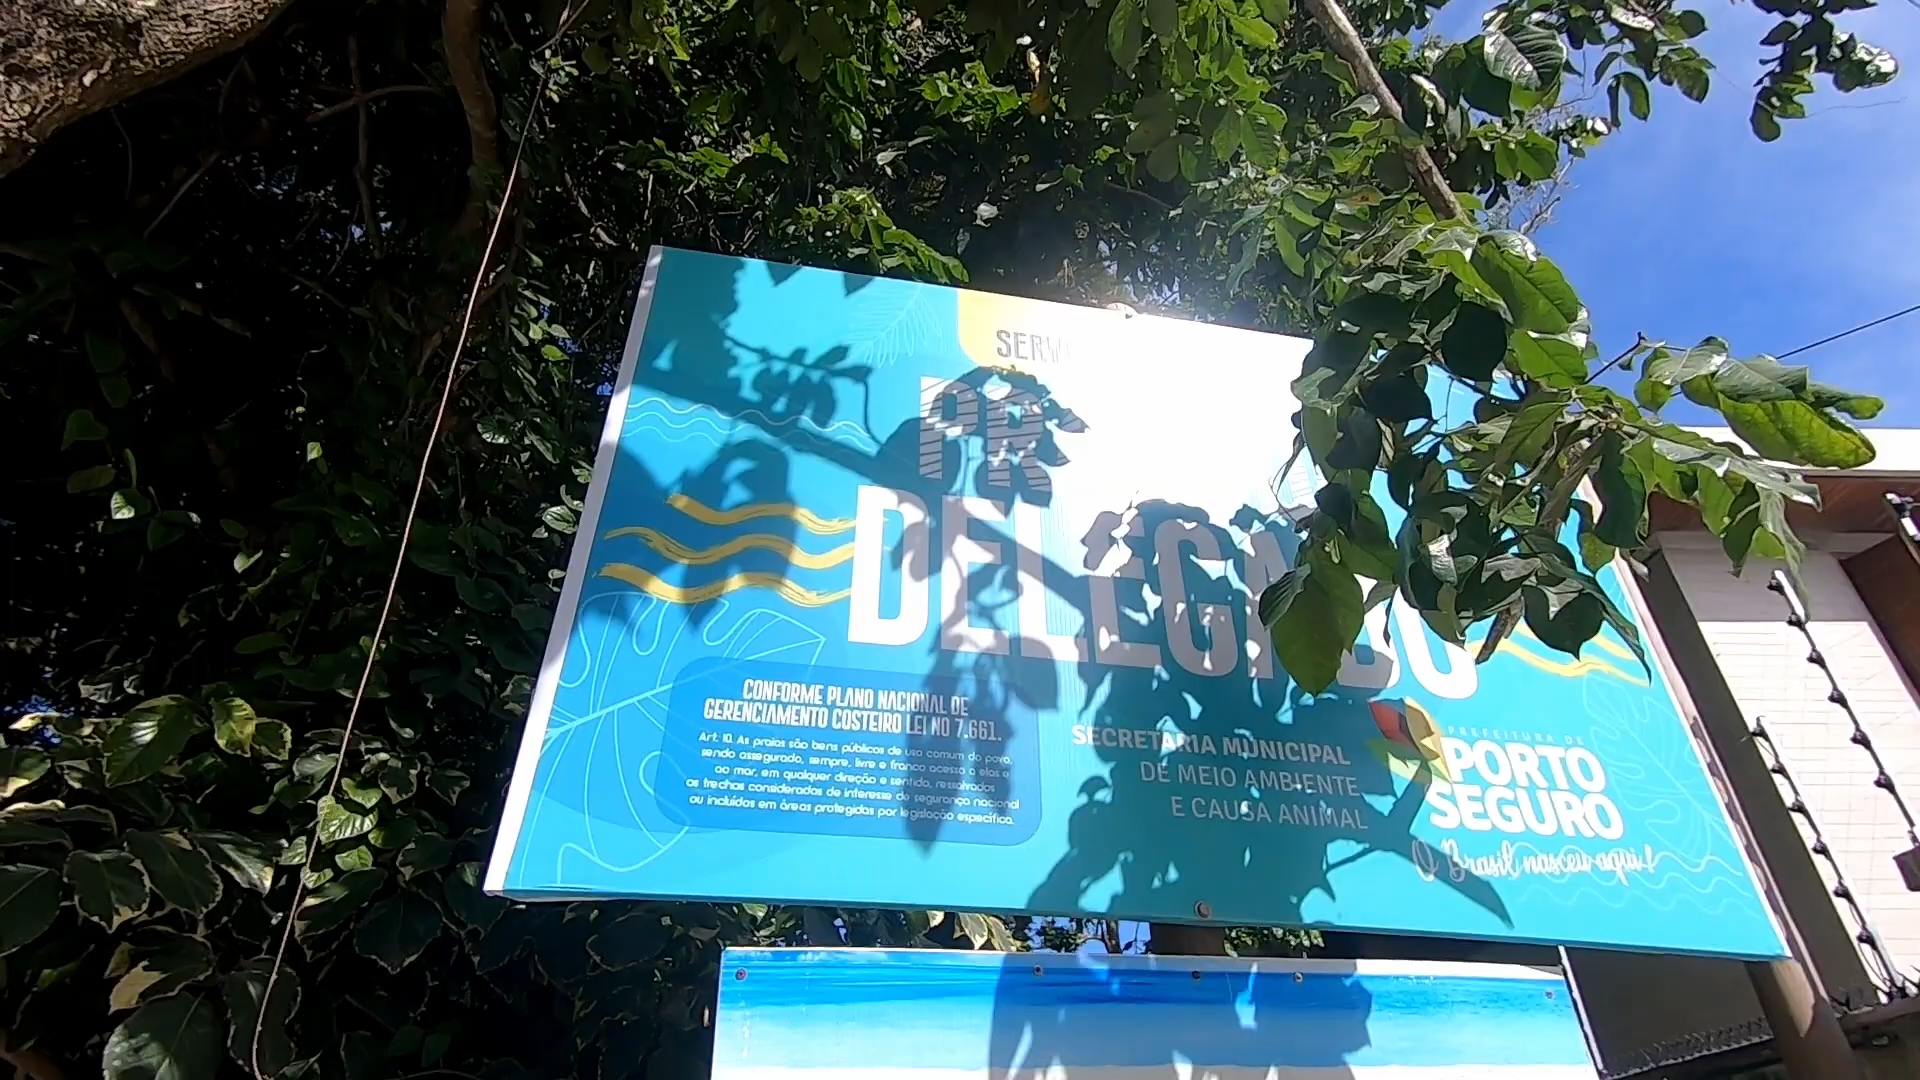 DELEGADO
CONFORME PLANO NACIONAL DE
GERENCIAMENTO COSTEIRO LEI NO 7.661.
Art. 10. As praias são bens públicos de uso comum do povo,
sendo assegurado, sempre, livre e franco acesso a elas e
ao mar, em qualquer direção e sentido, ressalvados
os trechos considerados de interesse de segurança nacional
ou incluídos em áreas protegidas por legislação específica.
SECRETARIA MUNICIPAL
DE MEIO AMBIENTE
E CAUSA ANIMAL
PREFEITURA DE
PORTO
SEGURO
O Brasil nasceu aqui!